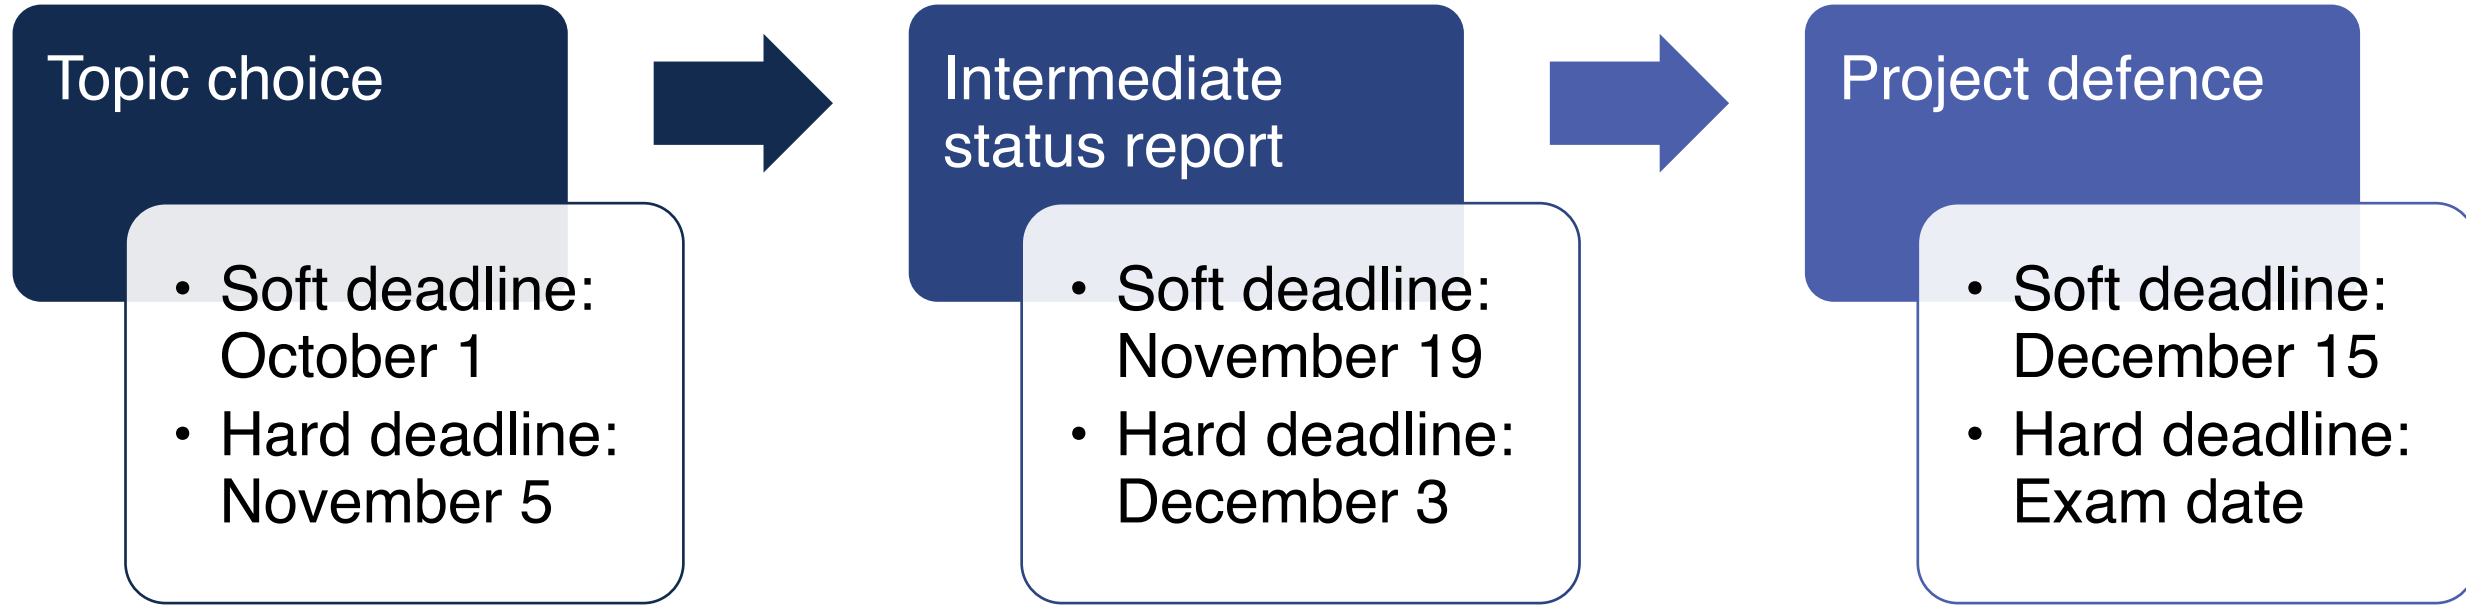 Topic choice
• Soft deadline:
October 1
• Hard deadline:
November 5
Intermediate
status report
• Soft deadline:
November 19
• Hard deadline:
December 3
Project defence
• Soft deadline:
December 15
• Hard deadline:
Exam date